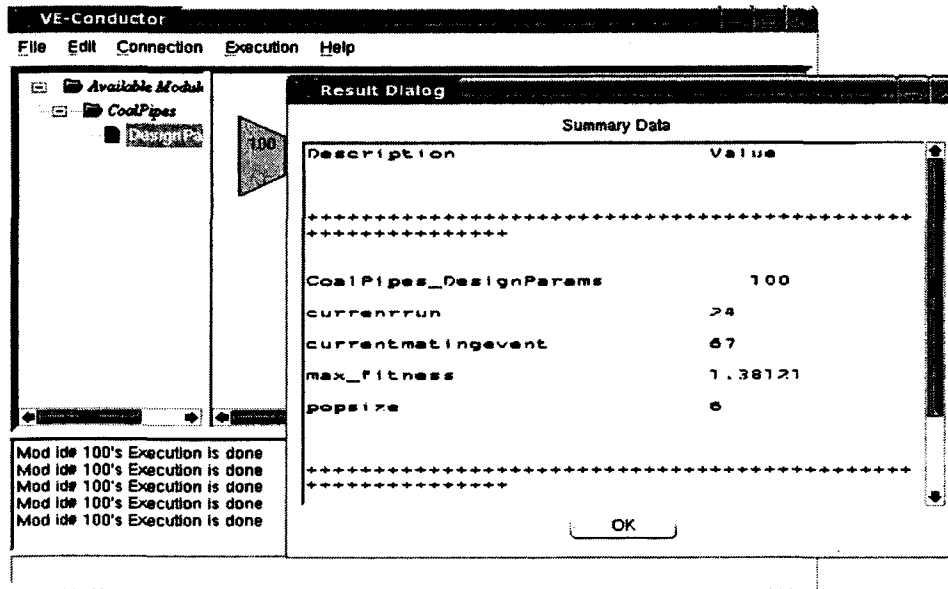 VE-Conductor
File Edit Connection Execution Help
Available Modul
CoalPipes
DesignPa
100
Result Dialog
Summary Data
Description Value
++++++++++++++++++++++++++++++++++++++++++++++
+++++++++++++++
CoalPipes_DesignParams 100
currenrrun 24
currentmatingevent 67
max_fitness 1.38121
popsize 6
++++++++++++++++++++++++++++++++++++++++++++++
+++++++++++++++
OK
Mod id# 100's Execution is done
Mod id# 100's Execution is done
Mod id# 100's Execution is done
Mod id# 100's Execution is done
Mod id# 100's Execution is done